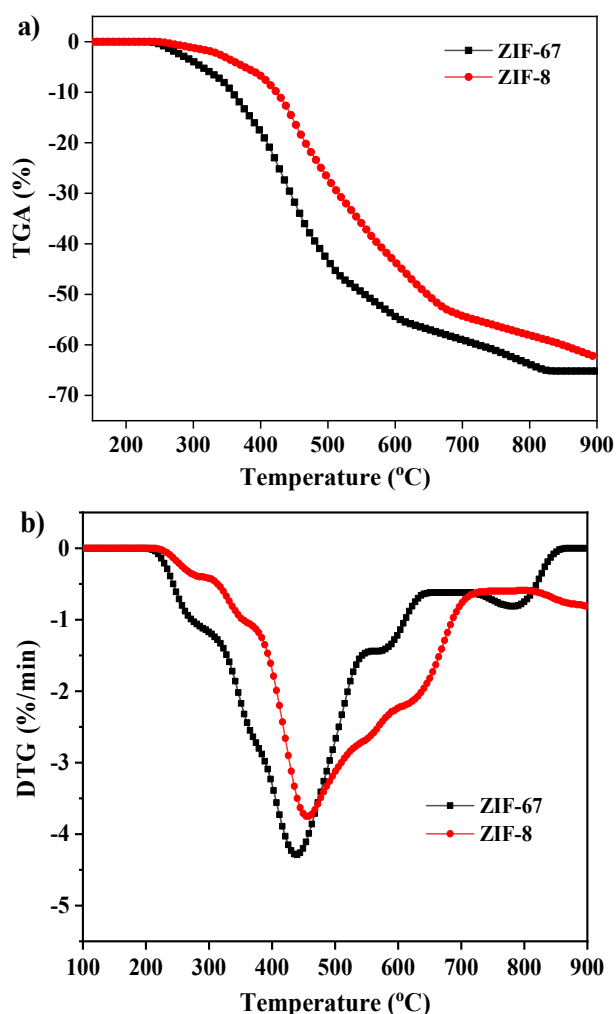 a)
0
-10
-20
-30
-40
-50
-60
-70
TGA (%)
ZIF-67
ZIF-8
200 300 400 500 600 700 800 900
Temperature (ºC)
b)
0
-1
-2
-3
-4
-5
DTG (%/min)
ZIF-67
ZIF-8
100 200 300 400 500 600 700 800 900
Temperature (ºC)